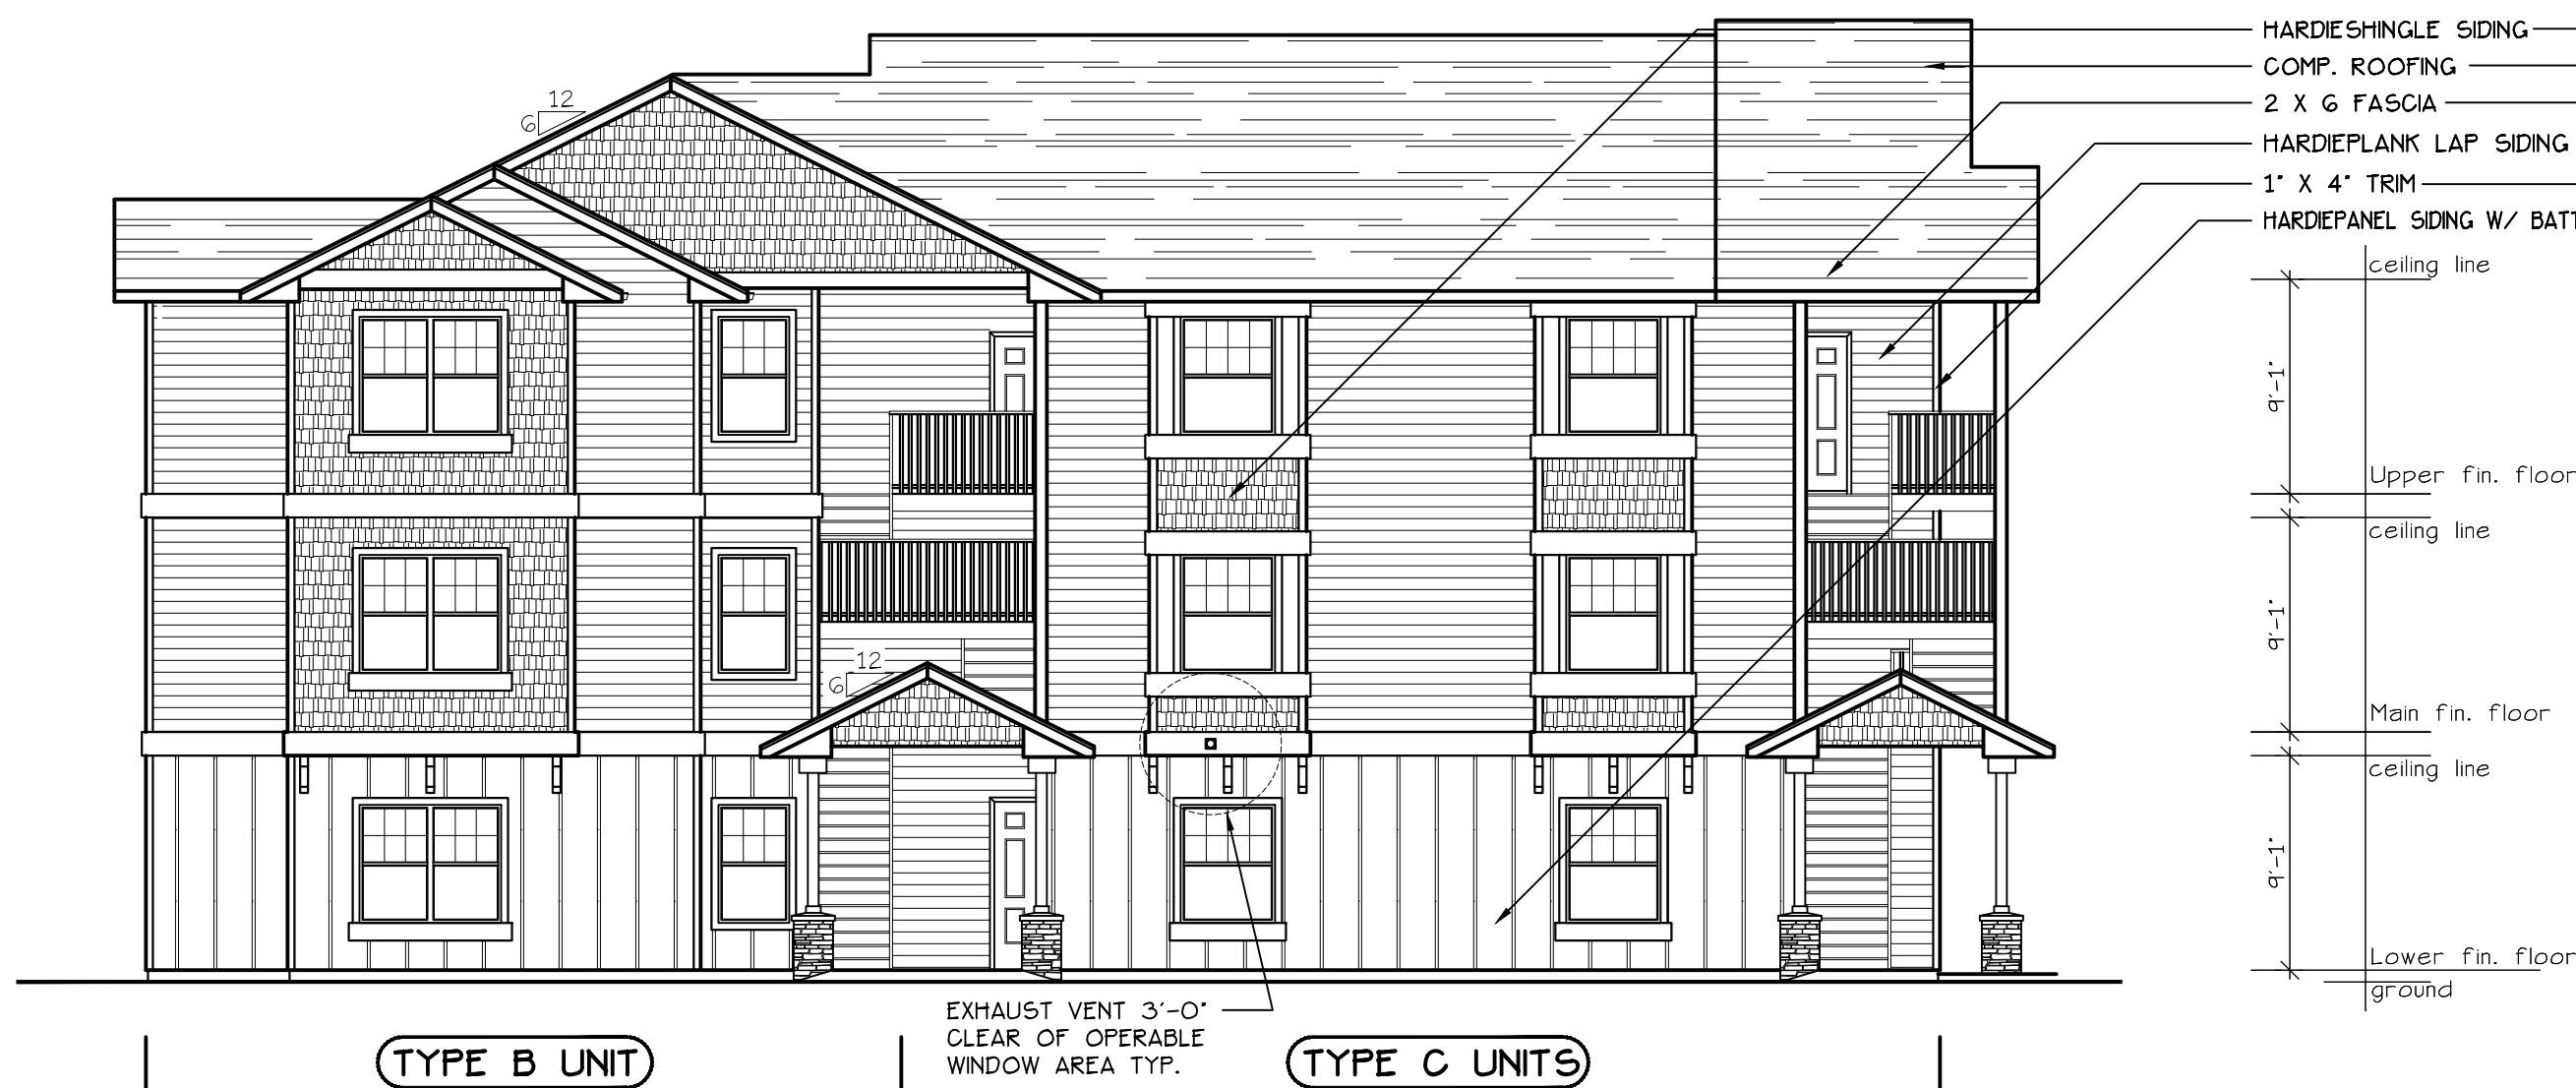 HARDIESHINGLE SIDING
COMP. ROOFING
2 X 6 FASCIA
HARDIEPLANK LAP SIDING
1" X 4" TRIM
HARDIEPANEL SIDING W/ BATT
12
6
ceiling line
9'-1"
Upper fin. floor
ceiling line
9'-1"
12
6
Main fin. floor
ceiling line
9'-1"
Lower fin. floor
ground
EXHAUST VENT 3'-0"
CLEAR OF OPERABLE
WINDOW AREA TYP.
TYPE B UNIT
TYPE C UNITS